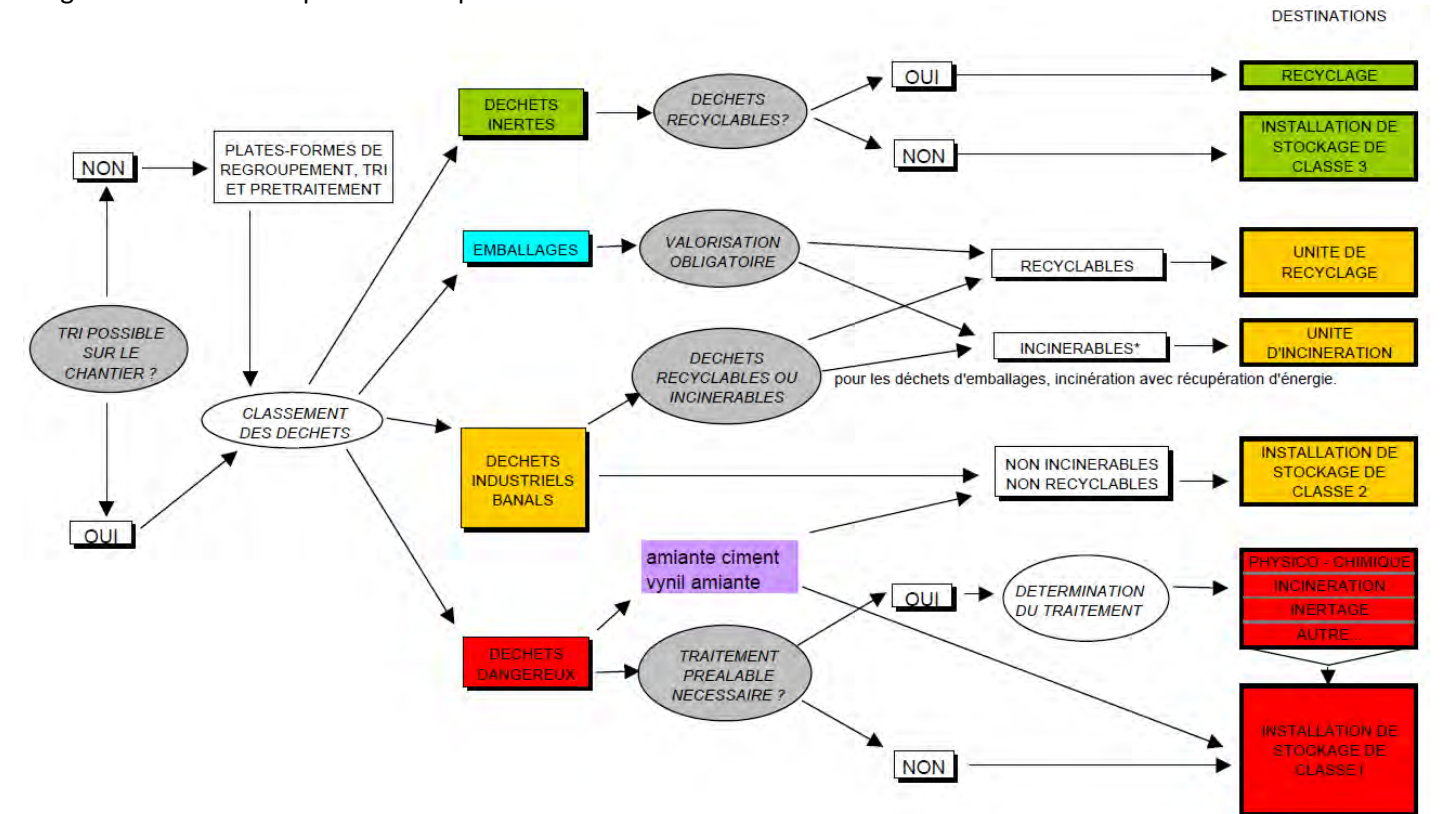 DESTINATIONS
OUI
RECYCLAGE
DECHETS
INERTES
DECHETS
RECYCLABLES?
NON
INSTALLATION DE
STOCKAGE DE
CLASSE 3
NON
PLATES-FORMES DE
REGROUPEMENT, TRI
ET PRETRAITEMENT
EMBALLAGES
VALORISATION
OBLIGATOIRE
RECYCLABLES
UNITE DE
RECYCLAGE
TRI POSSIBLE
SUR LE
CHANTIER ?
DECHETS
RECYCLABLES OU
INCINERABLES
INCINERABLES*
UNITE
D'INCINERATION
pour les déchets d'emballages, incinération avec récupération d'énergie.
CLASSEMENT
DES DECHETS
DECHETS
INDUSTRIELS
BANALS
NON INCINERABLES
NON RECYCLABLES
INSTALLATION DE
STOCKAGE DE
CLASSE 2
OUI
amiante ciment
vynil amiante
OUI
DETERMINATION
DU TRAITEMENT
PHYSICO - CHIMIQUE
INCINERATION
INERTAGE
AUTRE...
DECHETS
DANGEREUX
TRAITEMENT
PREALABLE
NECESSAIRE ?
NON
INSTALLATION DE
STOCKAGE DE
CLASSE I